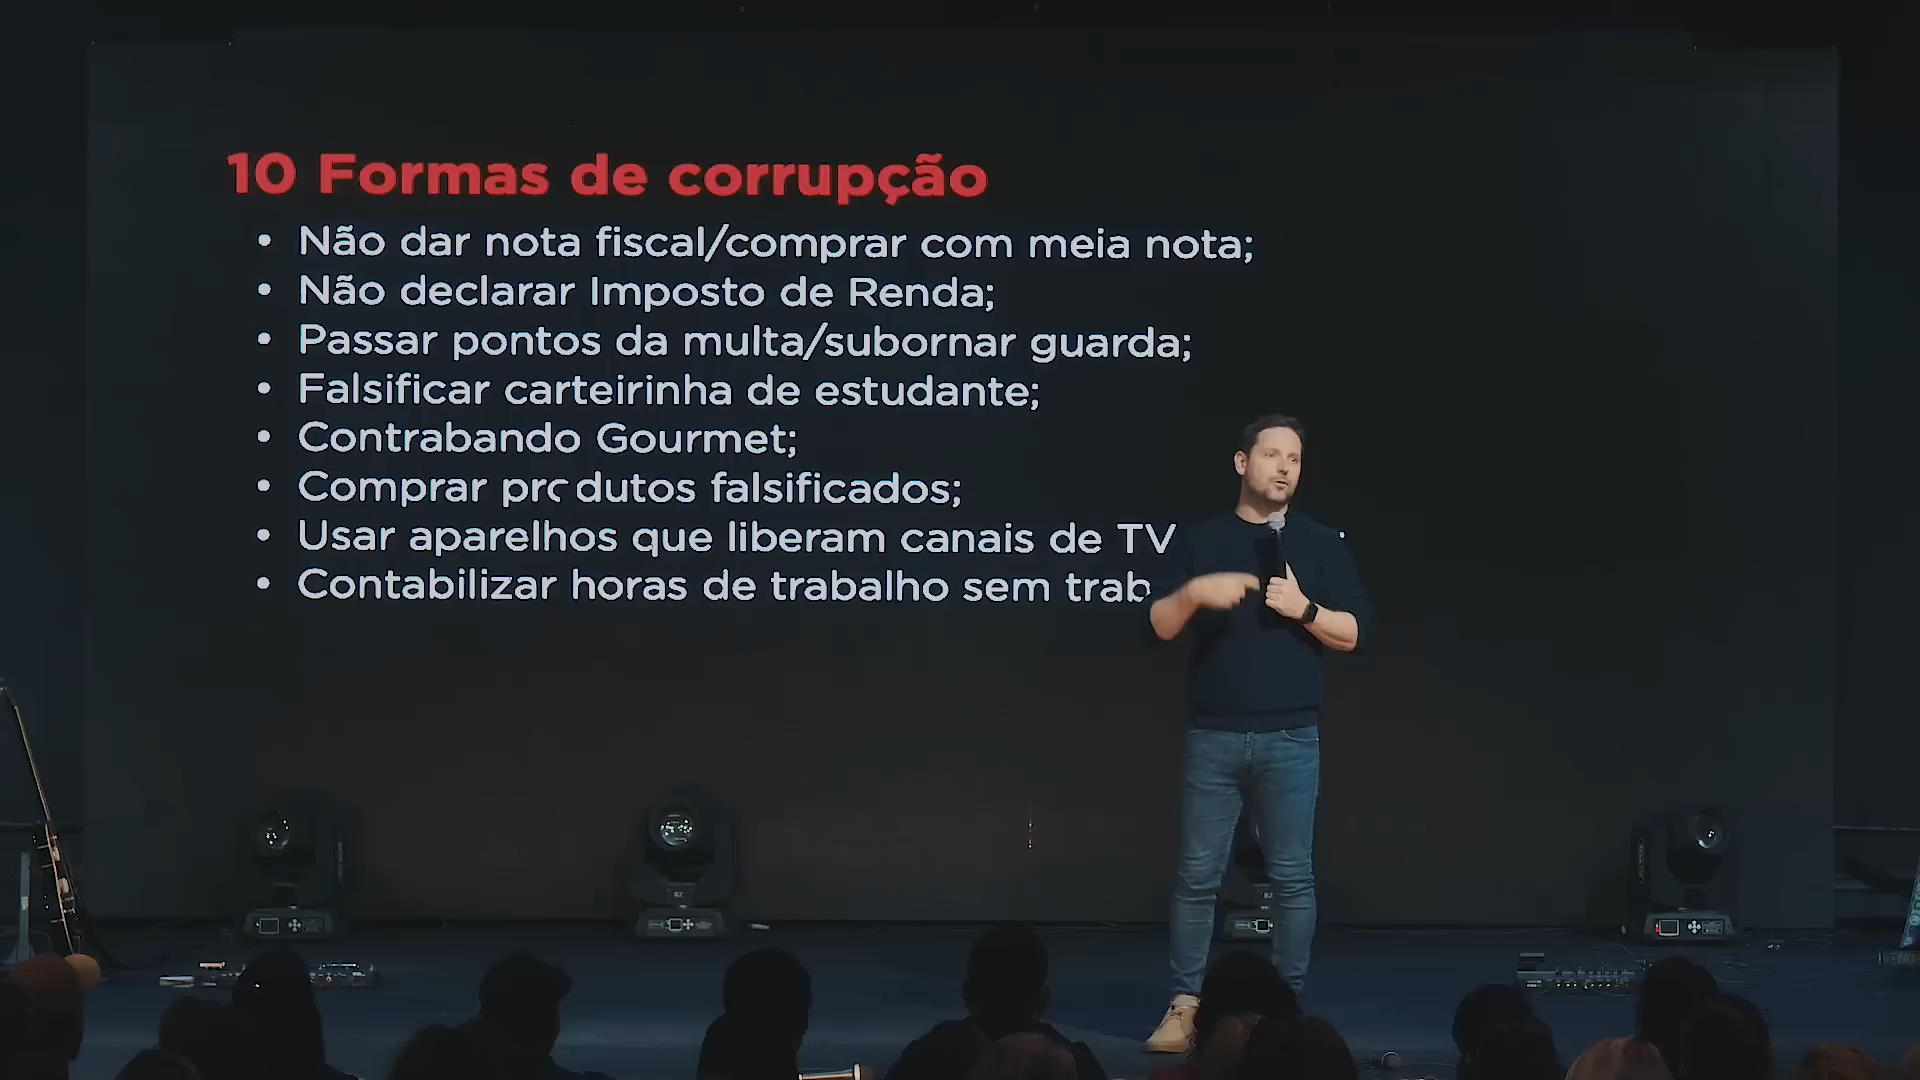 10 Formas de corrupção
• Não dar nota fiscal/comprar com meia nota;
• Não declarar Imposto de Renda;
• Passar pontos da multa/subornar guarda;
• Falsificar carteirinha de estudante;
• Contrabando Gourmet;
• Comprar produtos falsificados;
• Usar aparelhos que liberam canais de TV
• Contabilizar horas de trabalho sem